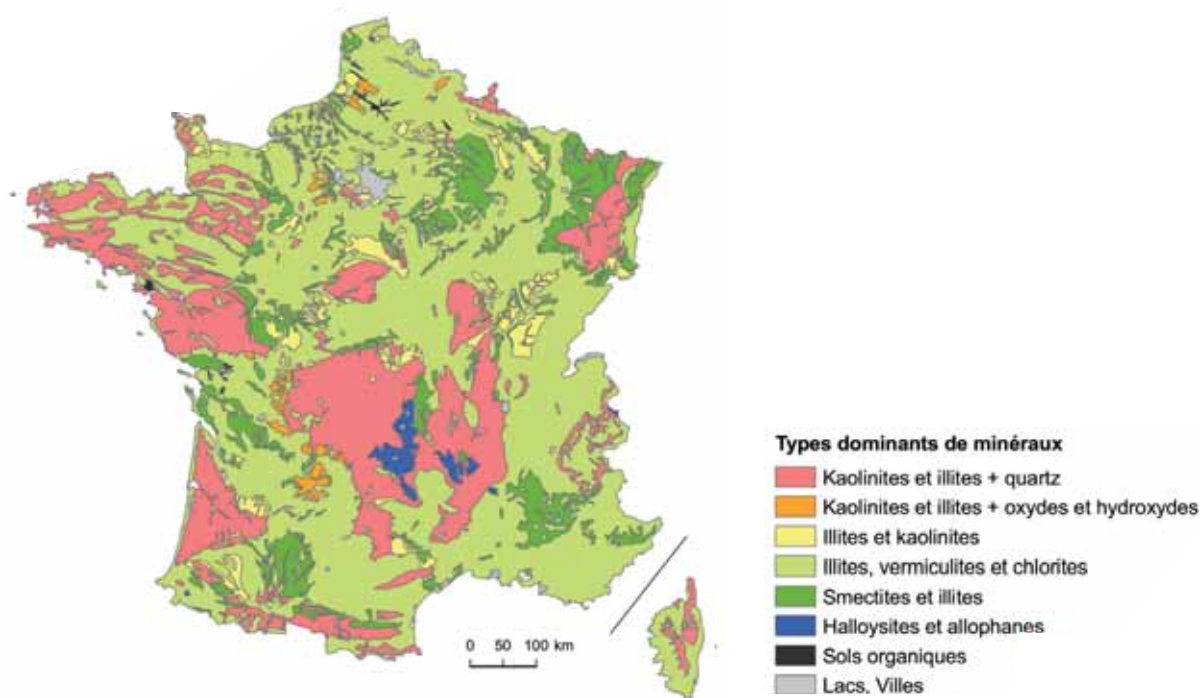 Types dominants de minéraux
Kaolinites et illites + quartz
Kaolinites et illites + oxydes et hydroxydes
Illites et kaolinites
Illites, vermiculites et chlorites
Smectites et illites
Halloysites et allophanes
Sols organiques
Lacs, Villes
0 50 100 km